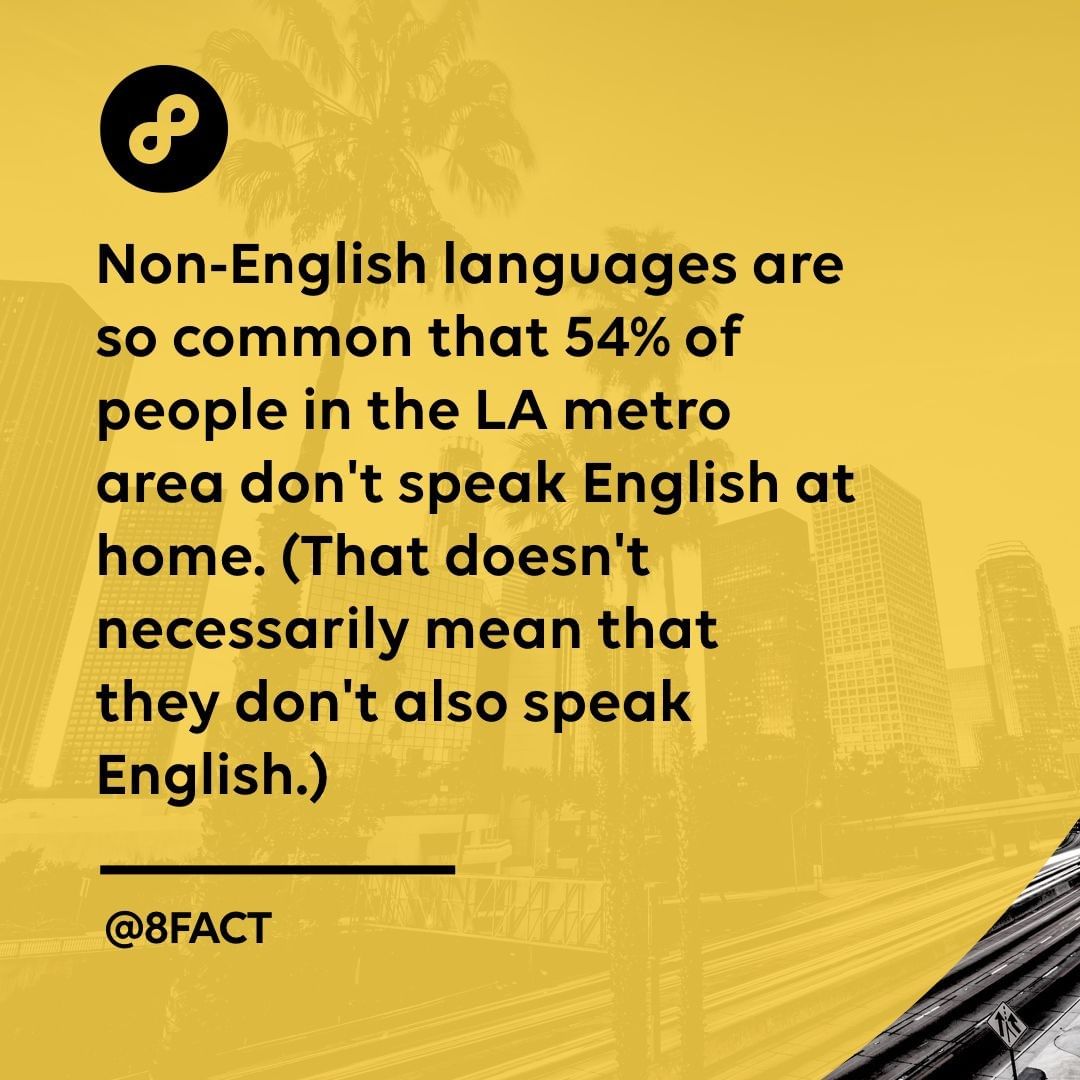 Non-English languages are
so common that 54% of
people in the LA metro
area don't speak English at
home. (That doesn't
necessarily mean that
they don't also speak
English.)
@8FACT